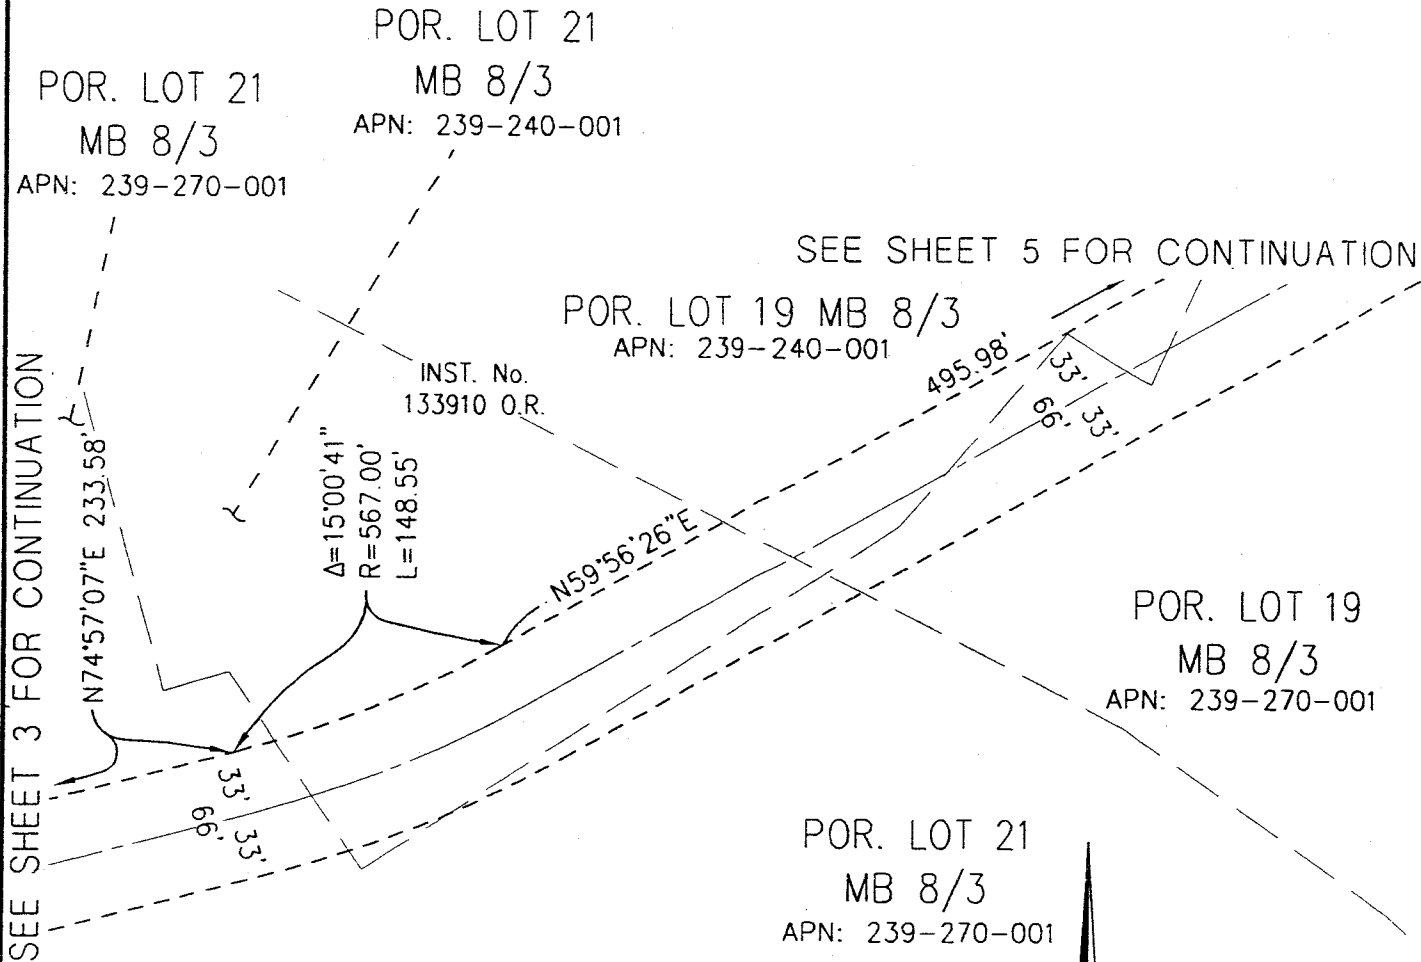 POR. LOT 21
MB 8/3
APN: 239-240-001
POR. LOT 21
MB 8/3
APN: 239-270-001
SEE SHEET 5 FOR CONTINUATION
POR. LOT 19 MB 8/3
APN: 239-240-001
INST. No.
133910 O.R.
495.98'
33'
33'
66'
SEE SHEET 3 FOR CONTINUATION
N74°57'07"E 233.58'
Δ=15°00'41"
R=567.00'
L=148.55'
N59°56'26"E
POR. LOT 19
MB 8/3
APN: 239-270-001
33'
33'
66'
POR. LOT 21
MB 8/3
APN: 239-270-001